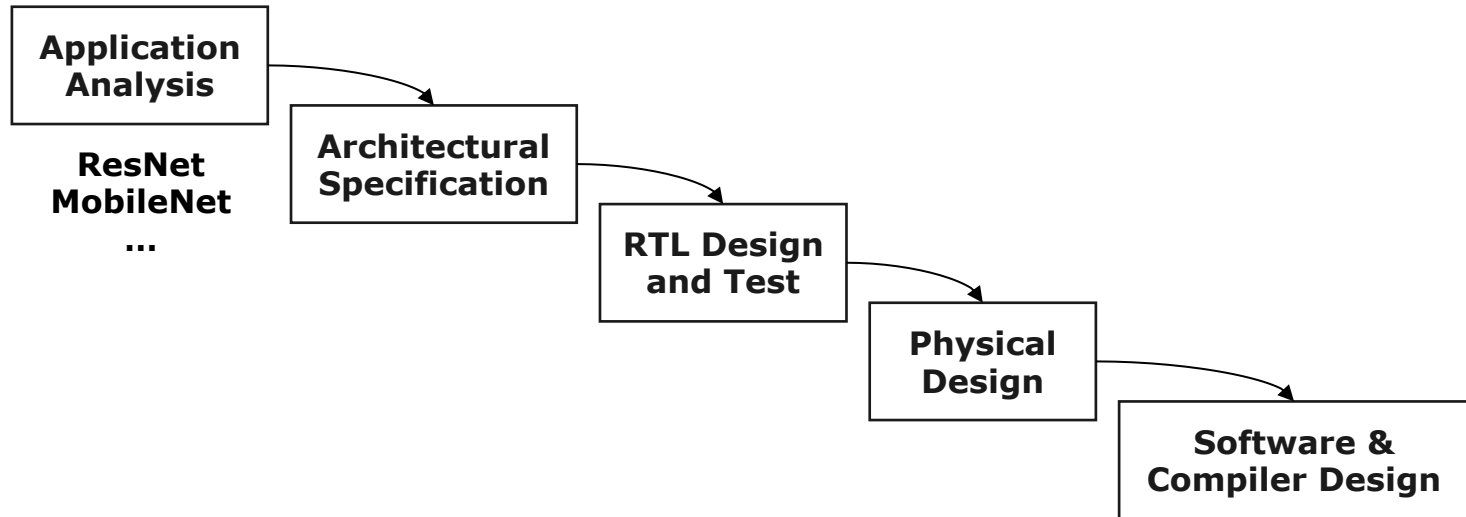 Application
Analysis
ResNet
MobileNet
...
Architectural
Specification
RTL Design
and Test
Physical
Design
Software &
Compiler Design